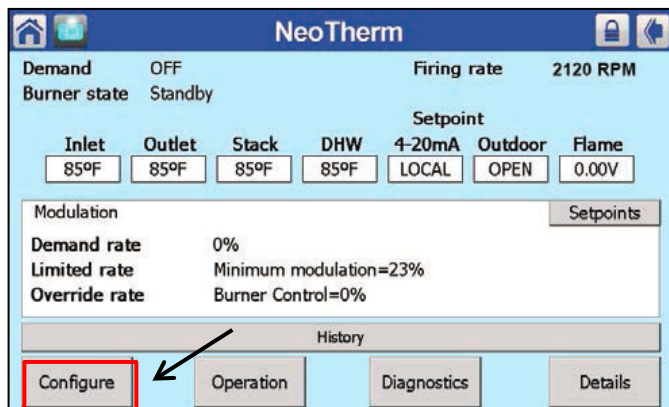 NeoTherm
Demand OFF Firing rate 2120 RPM
Burner state Standby
Setpoint
Inlet Outlet Stack DHW 4-20mA Outdoor Flame
85ºF 85ºF 85ºF 85ºF LOCAL OPEN 0.00V
Modulation Setpoints
Demand rate 0%
Limited rate Minimum modulation=23%
Override rate Burner Control=0%
History
Configure Operation Diagnostics Details